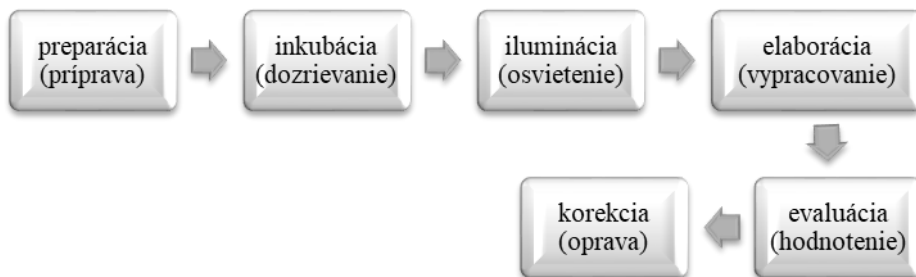 preparácia
(príprava)
inkubácia
(dozrievanie)
iluminácia
(osvietenie)
elaborácia
(vypracovanie)
evaluácia
(hodnotenie)
korekcia
(oprava)